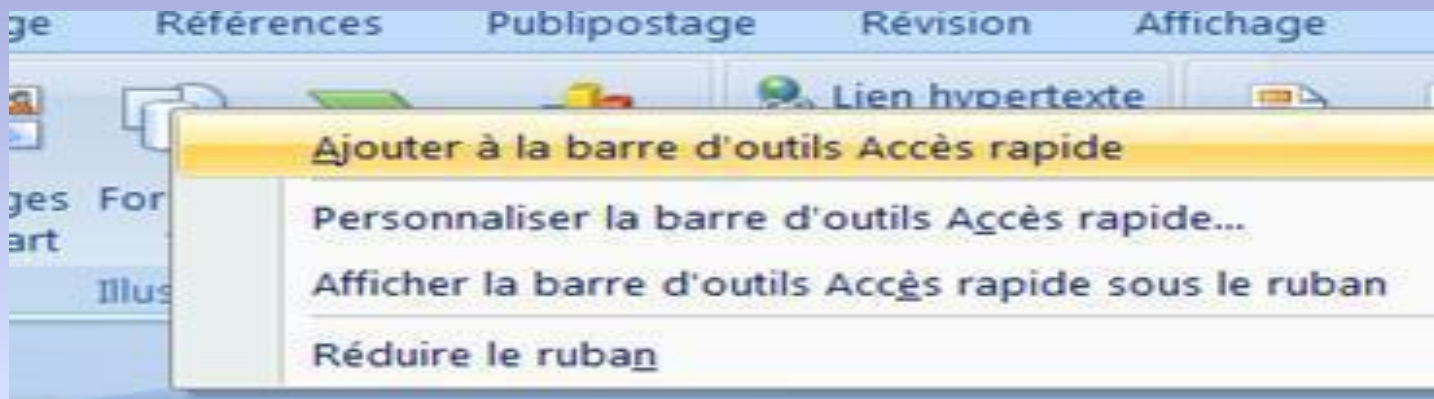 ge Références Publipostage Révision Affichage
Lien hypertexte
Ajouter à la barre d'outils Accès rapide
ges For
Personnaliser la barre d'outils Accès rapide...
art
Illus
Afficher la barre d'outils Accès rapide sous le ruban
Réduire le ruban